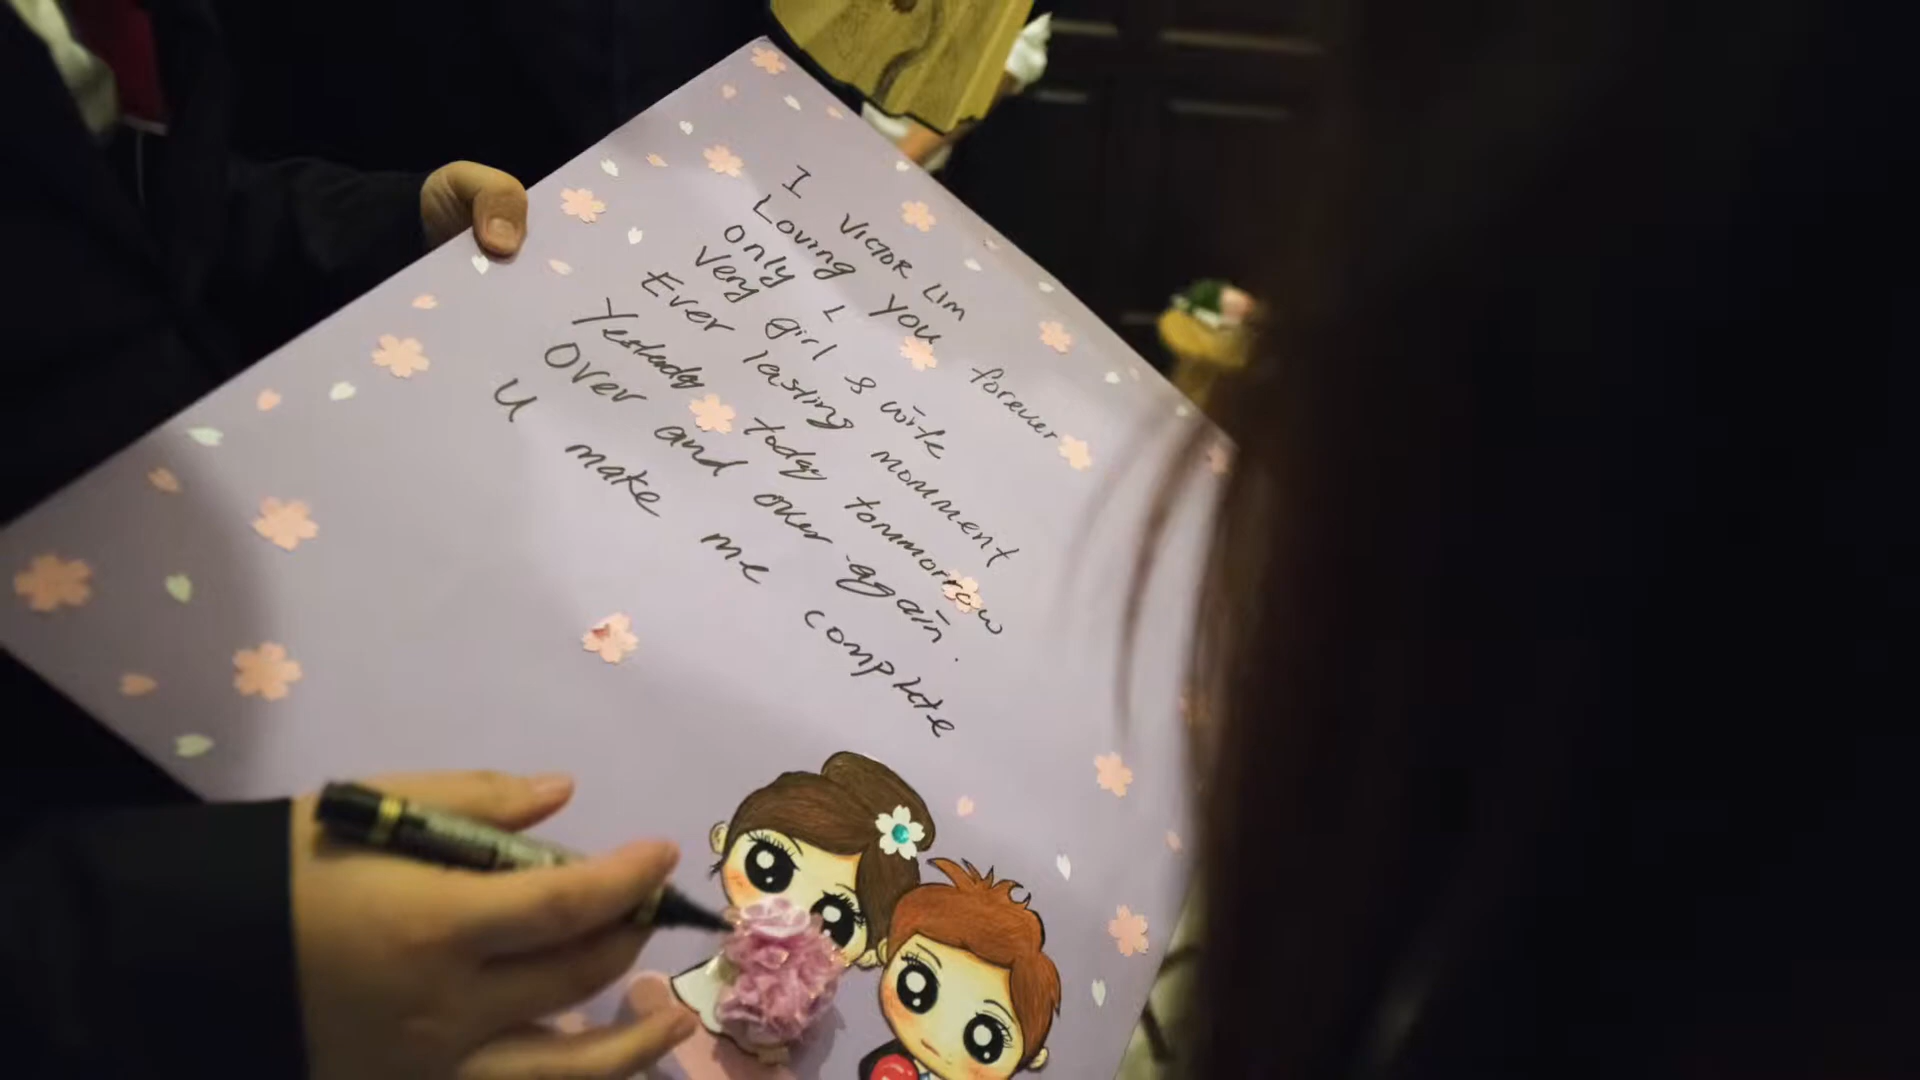 I VICTOR LIM
Loving you forever
Only L
Very girl & wife
Ever lasting momment
Yesterday today tommorrow
Over and over again.
U make me complete